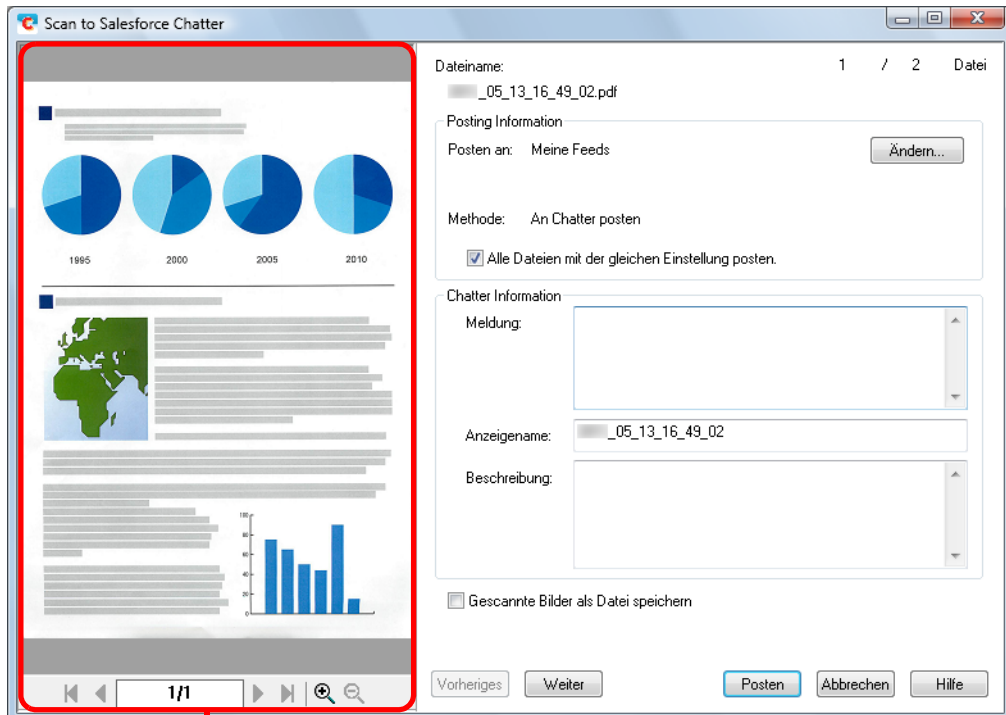 Scan to Salesforce Chatter
Dateiname: 1 / 2 Datei
_05_13_16_49_02.pdf
Posting Information
Posten an: Meine Feeds Ändern...
Methode: An Chatter posten
Alle Dateien mit der gleichen Einstellung posten.
Chatter Information
Meldung:
Anzeigename: _05_13_16_49_02
Beschreibung:
Gescannte Bilder als Datei speichern
Vorheriges Weiter Posten Abbrechen Hilfe
1995 2000 2005 2010
100
80
60
40
20
0
1/1